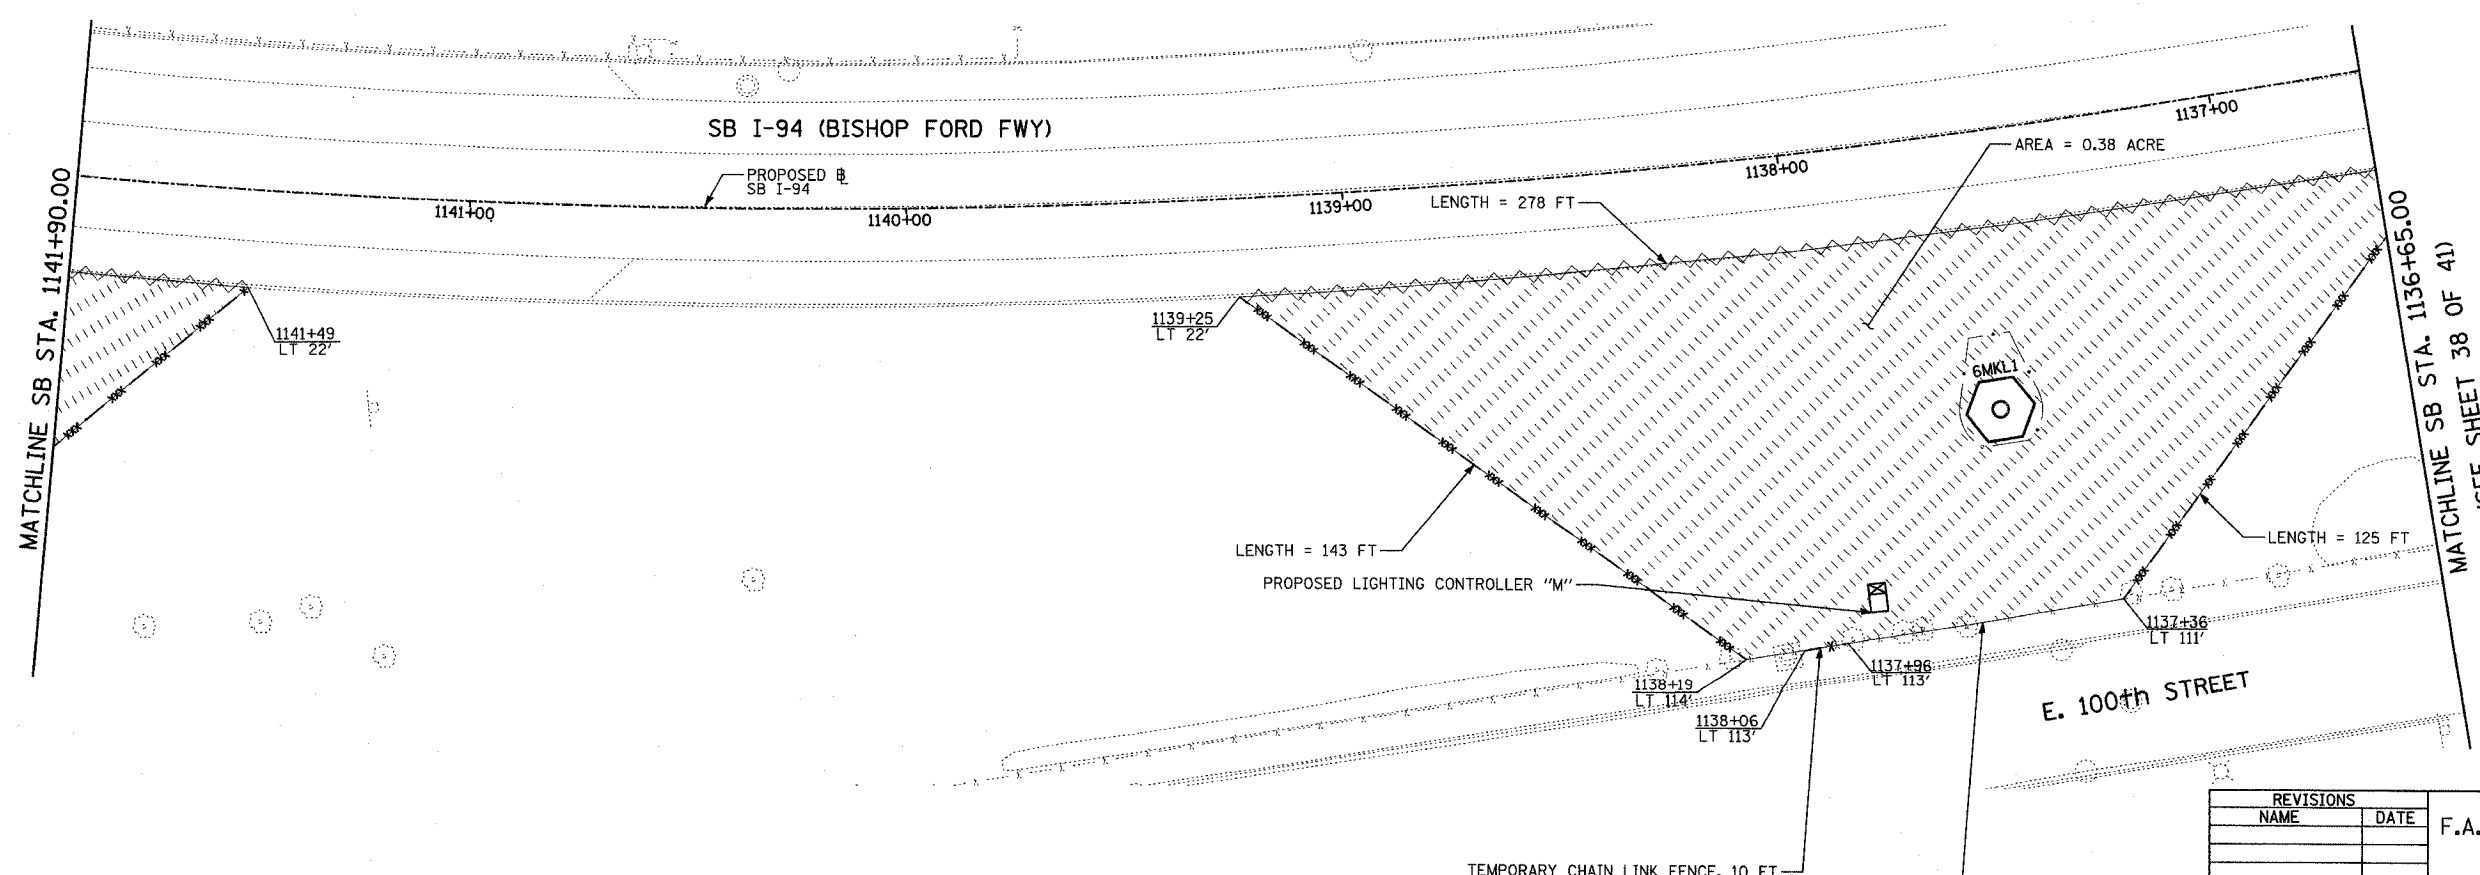 SB I-94 (BISHOP FORD FWY)
PROPOSED ℄
SB I-94
1141+00
1140+00
1139+00
1138+00
1137+00
LENGTH = 278 FT
AREA = 0.38 ACRE
MATCHLINE SB STA. 1141+90.00
1141+49
LT 22'
1139+25
LT 22'
6MKL1
MATCHLINE SB STA. 1136+65.00
(SEE SHEET 38 OF 41)
LENGTH = 143 FT
PROPOSED LIGHTING CONTROLLER "M"
LENGTH = 125 FT
1137+36
LT 111'
1137+96
LT 113'
1138+19
LT 114'
1138+06
LT 113'
E. 100th STREET
TEMPORARY CHAIN LINK FENCE, 10 FT
REVISIONS
NAME DATE
F.A.